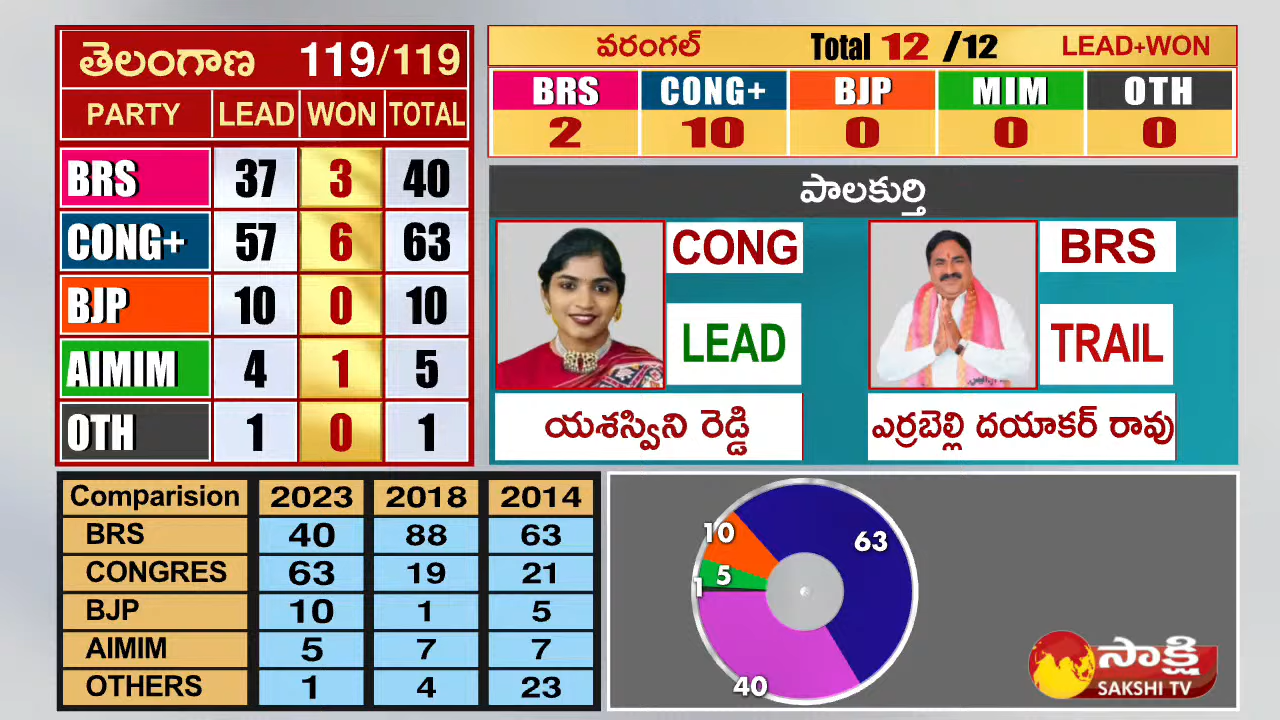 తెలంగాణ 119/119
PARTY LEAD WON TOTAL
BRS 37 3 40
CONG+ 57 6 63
BJP 10 0 10
AIMIM 4 1 5
OTH 1 0 1
వరంగల్ Total 12 /12 LEAD+WON
BRS CONG+ BJP MIM OTH
2 10 0 0 0
పాలకుర్తి
CONG
LEAD
యశస్విని రెడ్డి
BRS
TRAIL
ఎర్రబెల్లి దయాకర్ రావు
Comparision 2023 2018 2014
BRS 40 88 63
CONGRES 63 19 21
BJP 10 1 5
AIMIM 5 7 7
OTHERS 1 4 23
10
63
5
1
40
సాక్షి
SAKSHI TV